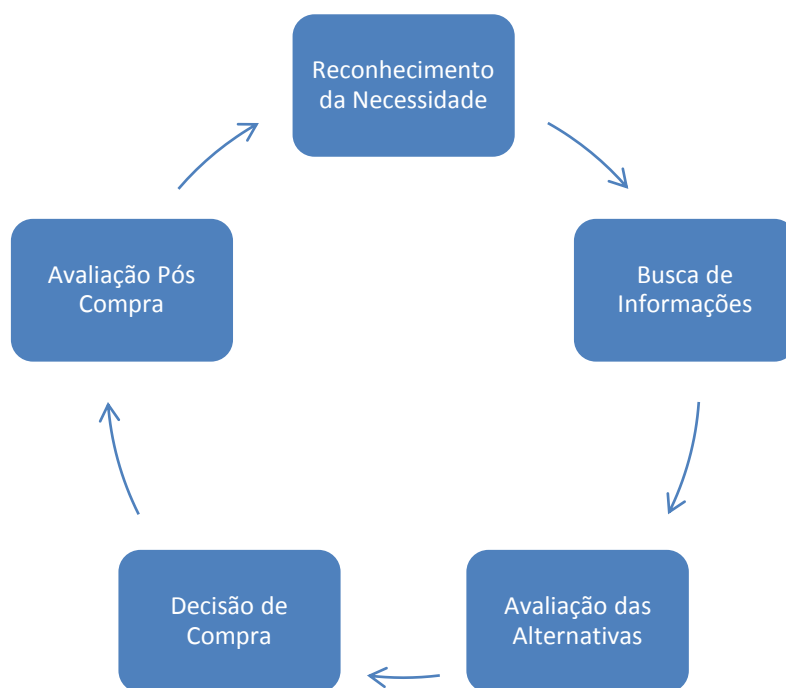 Reconhecimento
da Necessidade
Busca de
Informações
Avaliação das
Alternativas
Decisão de
Compra
Avaliação Pós
Compra